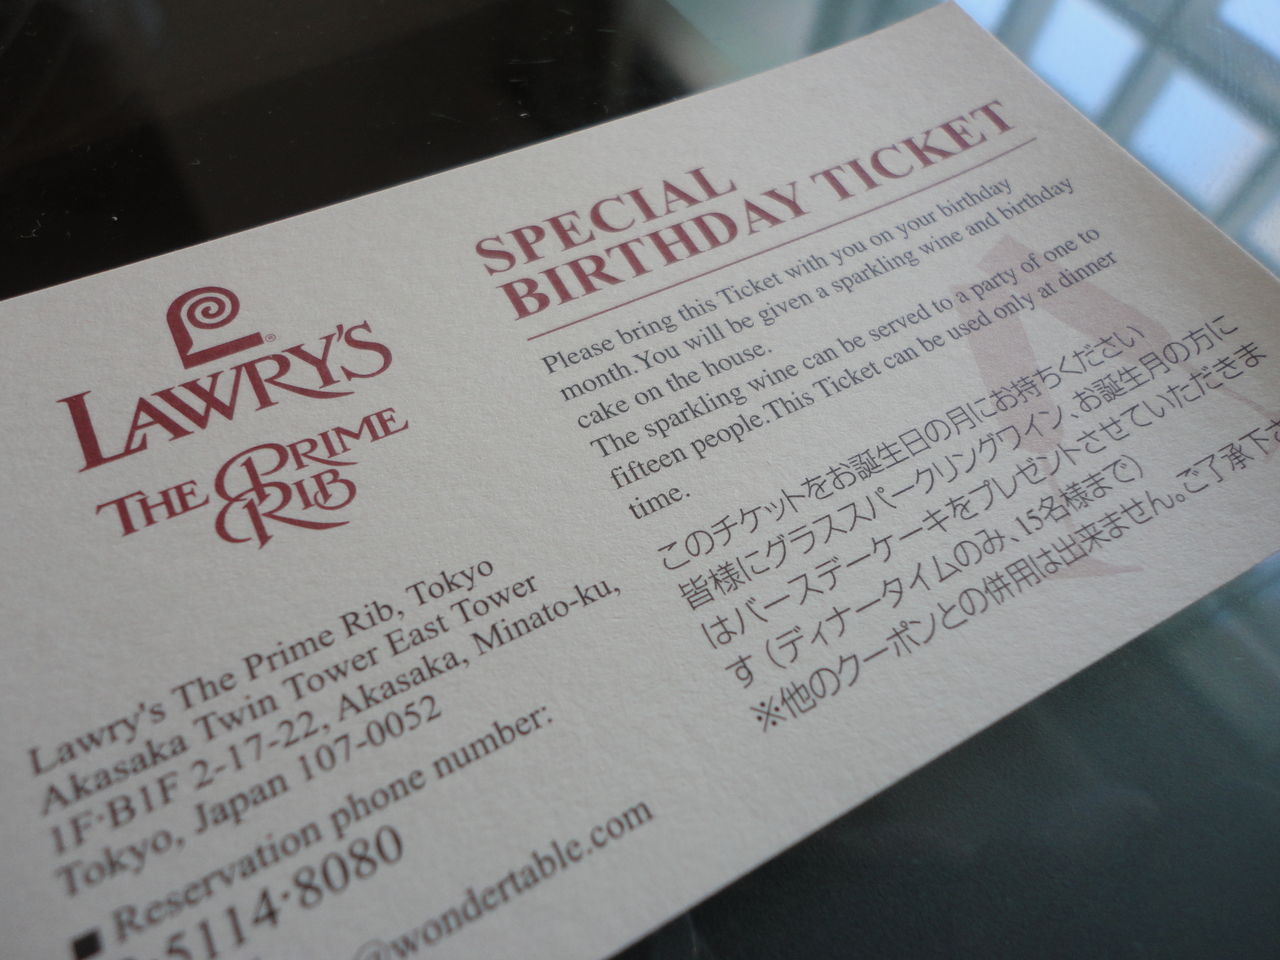 LAWRY'S
THE PRIME RIB
Lawry's The Prime Rib, Tokyo
Akasaka Twin Tower East Tower
1F·B1F 2-17-22, Akasaka, Minato-ku,
Tokyo, Japan 107-0052
■ Reservation phone number:
5114·8080
@wondertable.com
SPECIAL
BIRTHDAY TICKET
Please bring this Ticket with you on your birthday
month.You will be given a sparkling wine and birthday
cake on the house.
The sparkling wine can be served to a party of one to
fifteen people.This Ticket can be used only at dinner
time.
このチケットをお誕生日の月にお持ちください
皆様にグラススパークリングワイン、お誕生月の方に
はバースデーケーキをプレゼントさせていただきま
す(ディナータイムのみ、15名様まで)
※他のクーポンとの併用は出来ません。ご了承下さ